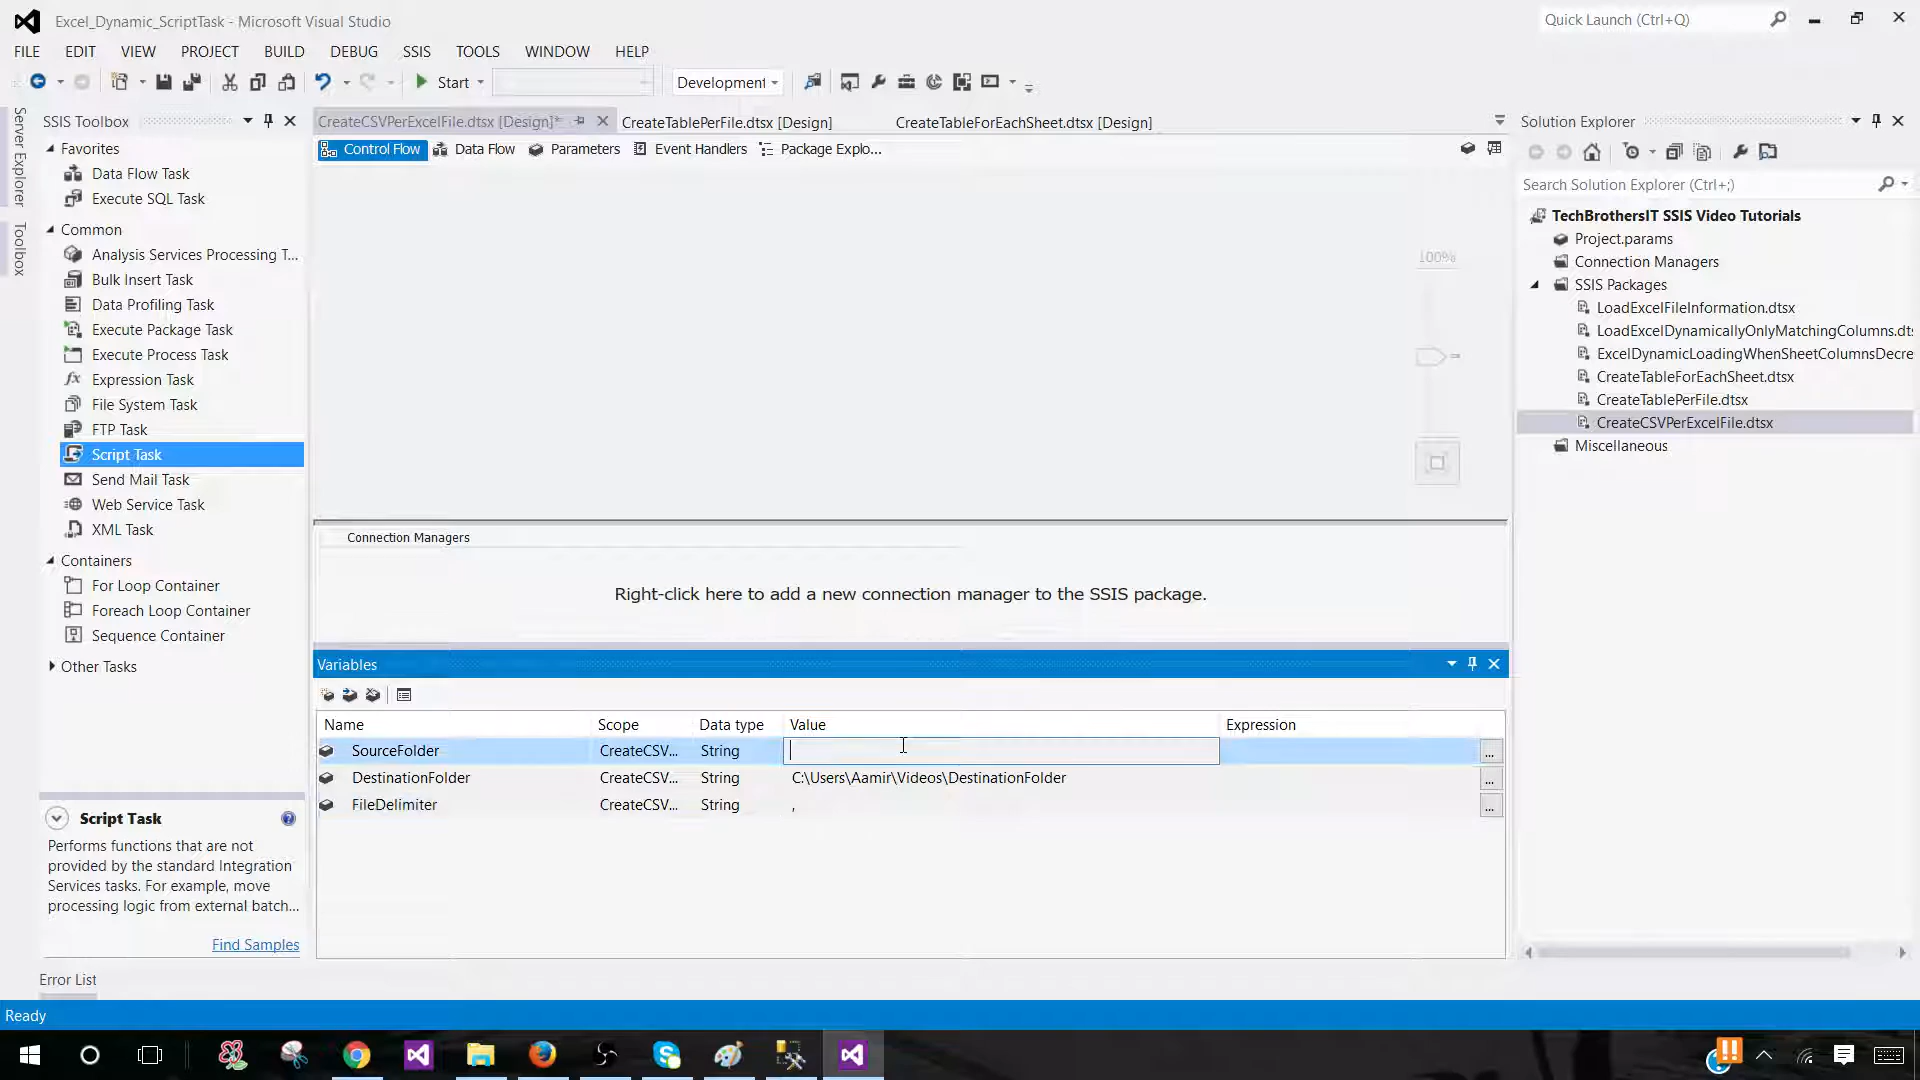 Excel_Dynamic_ScriptTask - Microsoft Visual Studio
Quick Launch (Ctrl+Q)
FILE EDIT VIEW PROJECT BUILD DEBUG SSIS TOOLS WINDOW HELP
Start Development
Server Explorer
Toolbox
SSIS Toolbox
Favorites
Data Flow Task
Execute SQL Task
Common
Analysis Services Processing T...
Bulk Insert Task
Data Profiling Task
Execute Package Task
Execute Process Task
Expression Task
File System Task
FTP Task
Script Task
Send Mail Task
Web Service Task
XML Task
Containers
For Loop Container
Foreach Loop Container
Sequence Container
Other Tasks
Script Task
Performs functions that are not
provided by the standard Integration
Services tasks. For example, move
processing logic from external batch...
Find Samples
CreateCSVPerExcelFile.dtsx [Design]* CreateTablePerFile.dtsx [Design] CreateTableForEachSheet.dtsx [Design]
Control Flow Data Flow Parameters Event Handlers Package Explo...
100%
Connection Managers
Right-click here to add a new connection manager to the SSIS package.
Variables
Name Scope Data type Value Expression
SourceFolder CreateCSV... String ...
DestinationFolder CreateCSV... String C:\Users\Aamir\Videos\DestinationFolder ...
FileDelimiter CreateCSV... String , ...
Solution Explorer
Search Solution Explorer (Ctrl+;)
TechBrothersIT SSIS Video Tutorials
Project.params
Connection Managers
SSIS Packages
LoadExcelFileInformation.dtsx
LoadExcelDynamicallyOnlyMatchingColumns.dts
ExcelDynamicLoadingWhenSheetColumnsDecre
CreateTableForEachSheet.dtsx
CreateTablePerFile.dtsx
CreateCSVPerExcelFile.dtsx
Miscellaneous
Error List
Ready